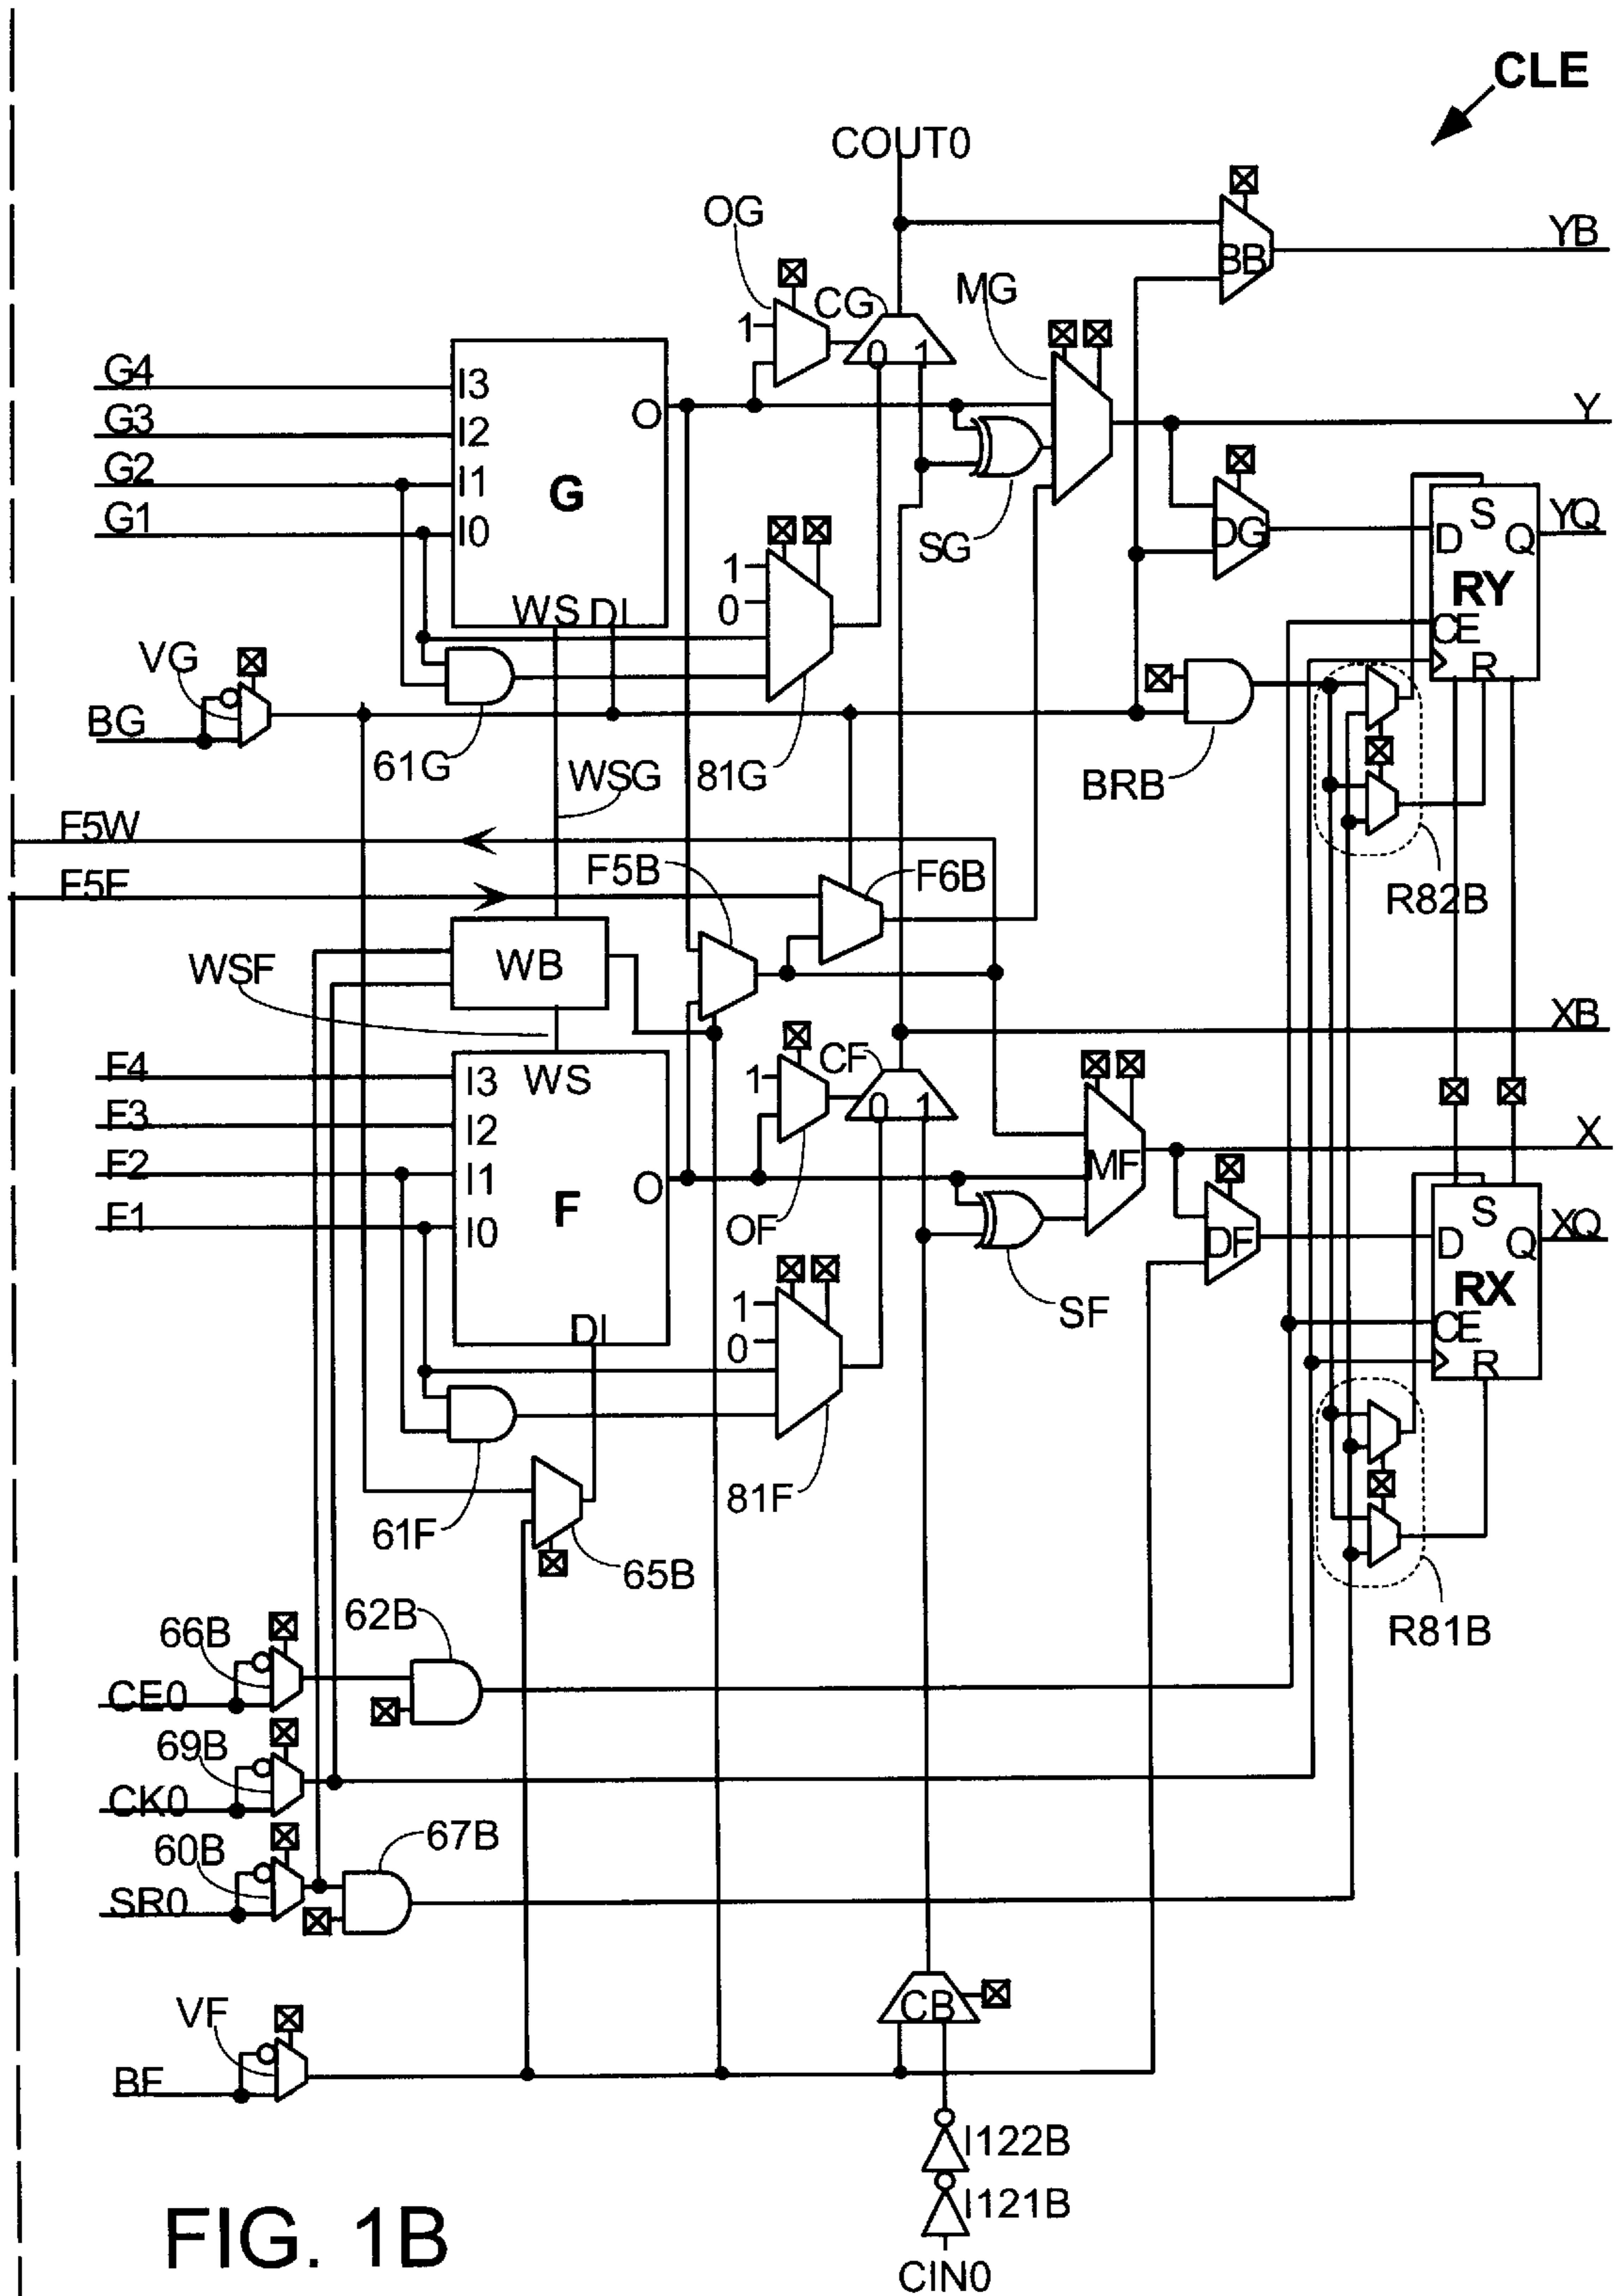 CLE
COUT0
OG
CG
MG
BB
YB
1
0 1
G4
I3
O
Y
G3
I2
G2
I1
G
G1
I0
SG
DG
S
YQ
D
Q
RY
1
0
WS DI
CE
R
VG
BG
61G
WSG
81G
BRB
F5W
F5B
F6B
F5E
R82B
WSF
WB
XB
F4
I3
WS
1
CF
0 1
F3
I2
X
F2
I1
F
O
MF
F1
I0
OF
DF
S
XQ
D
Q
RX
SF
1
0
DI
CE
R
61F
81F
65B
66B
62B
R81B
CE0
69B
CK0
60B
67B
SR0
VF
CB
BF
I122B
I121B
CIN0
FIG. 1B